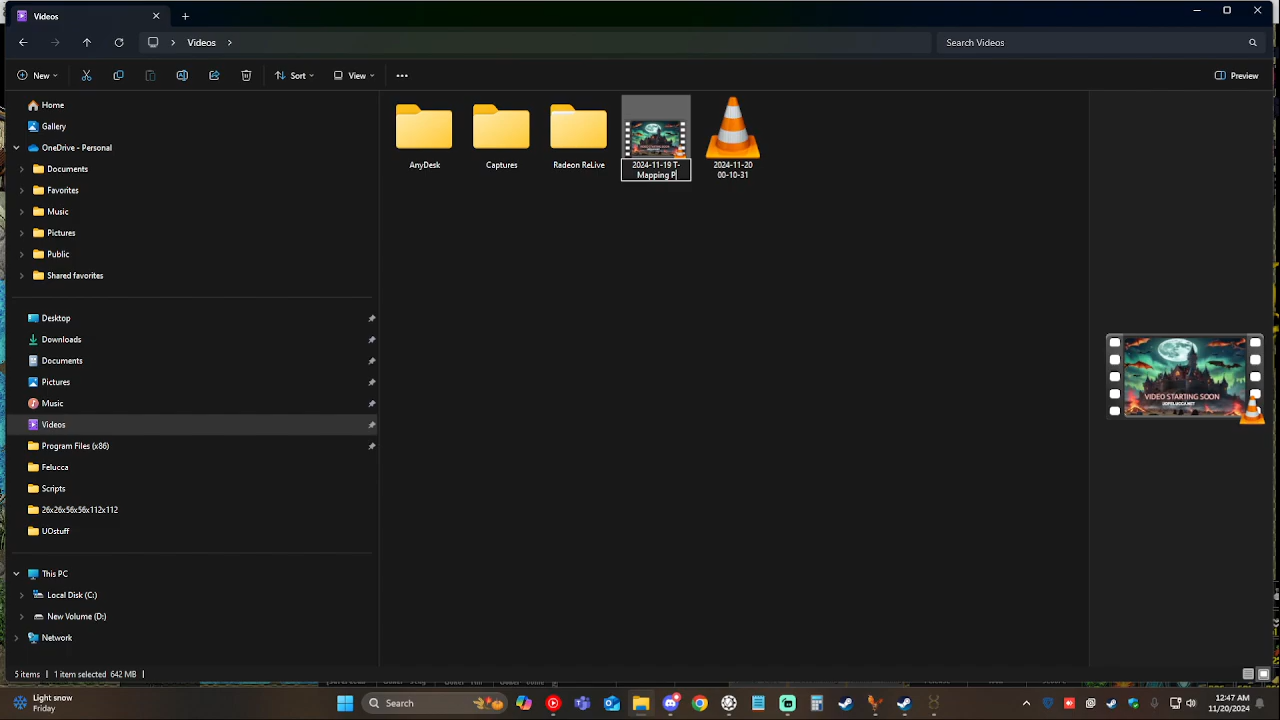 Videos
Videos
Search Videos
New
Sort
View
Preview
Home
Gallery
OneDrive - Personal
Documents
Favorites
Music
Pictures
Public
Shared favorites
Desktop
Downloads
Documents
Pictures
Music
Videos
Program Files (x86)
Felucca
Scripts
26x26x56x56x112x112
UOstuff
This PC
Local Disk (C:)
New Volume (D:)
Network
AnyDesk
Captures
Radeon ReLive
2024-11-19 T-
Mapping P
2024-11-20
00-10-31
VIDEO STARTING SOON
5 items
1 item selected 642 MB
Light snow
Friday
Search
12:47 AM
11/20/2024